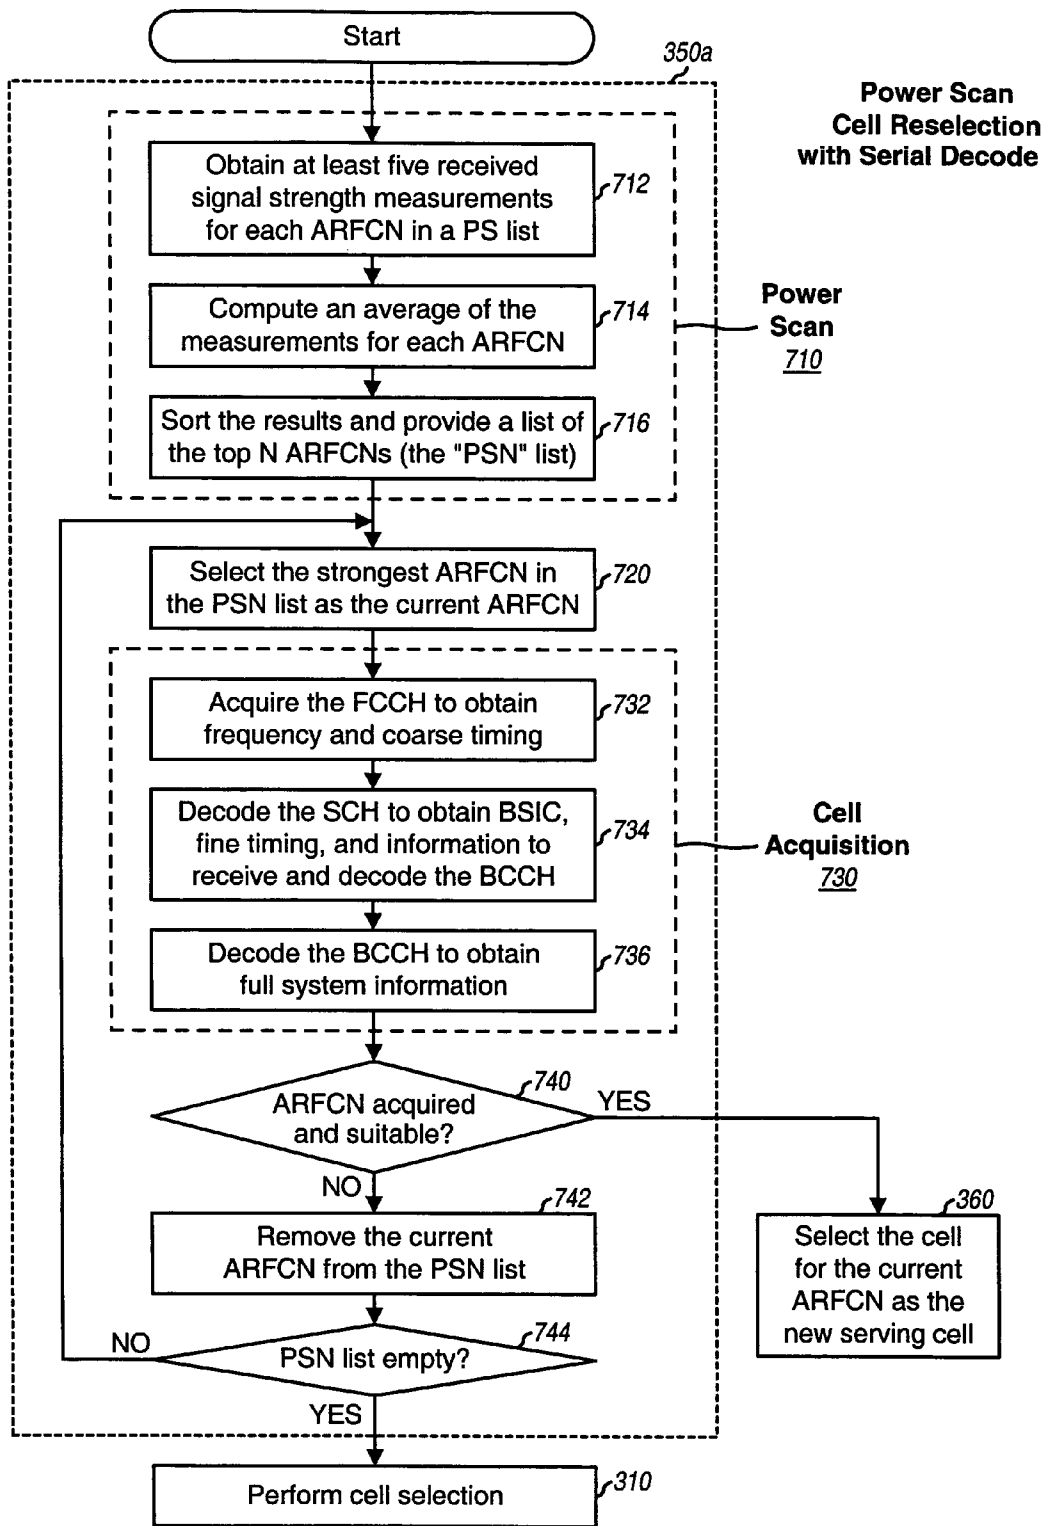 Start
350a
Power Scan
Cell Reselection
with Serial Decode
Obtain at least five received
signal strength measurements
for each ARFCN in a PS list
712
Compute an average of the
measurements for each ARFCN
714
Power
Scan
710
Sort the results and provide a list of
the top N ARFCNs (the "PSN" list)
716
Select the strongest ARFCN in
the PSN list as the current ARFCN
720
Acquire the FCCH to obtain
frequency and coarse timing
732
Decode the SCH to obtain BSIC,
fine timing, and information to
receive and decode the BCCH
734
Cell
Acquisition
730
Decode the BCCH to obtain
full system information
736
ARFCN acquired
and suitable?
740
YES
NO
742
Remove the current
ARFCN from the PSN list
360
Select the cell
for the current
ARFCN as the
new serving cell
PSN list empty?
744
NO
YES
Perform cell selection
310